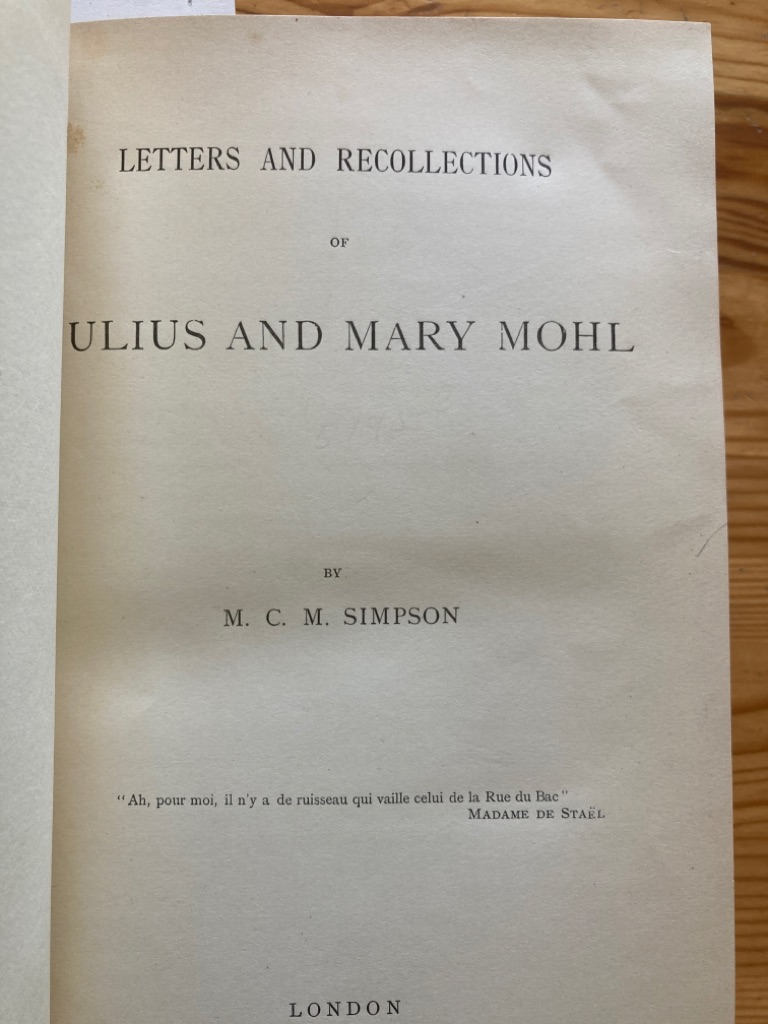 LETTERS AND RECOLLECTIONS
OF
ULIUS AND MARY MOHL
BY
M. C. M. SIMPSON
"Ah, pour moi, il n'y a de ruisseau qui vaille celui de la Rue du Bac"
MADAME DE STAËL
LONDON